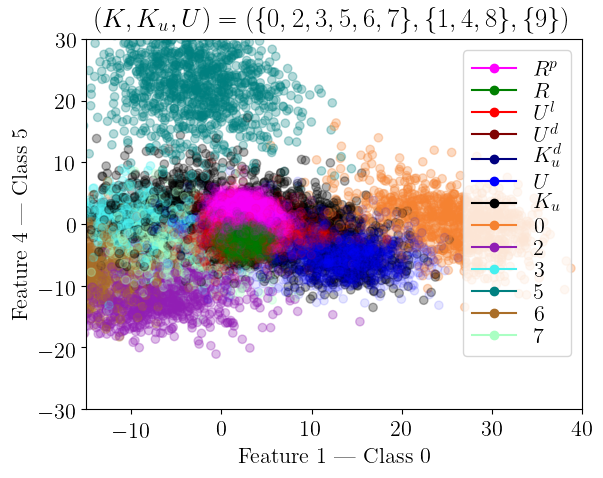 (K, K_u, U) = ({0, 2, 3, 5, 6, 7}, {1, 4, 8}, {9})
30
20
10
0
−10
−20
−30
Feature 4 — Class 5
R^p
R
U^l
U^d
K_u^d
U
K_u
0
2
3
5
6
7
−10
0
10
20
30
40
Feature 1 — Class 0